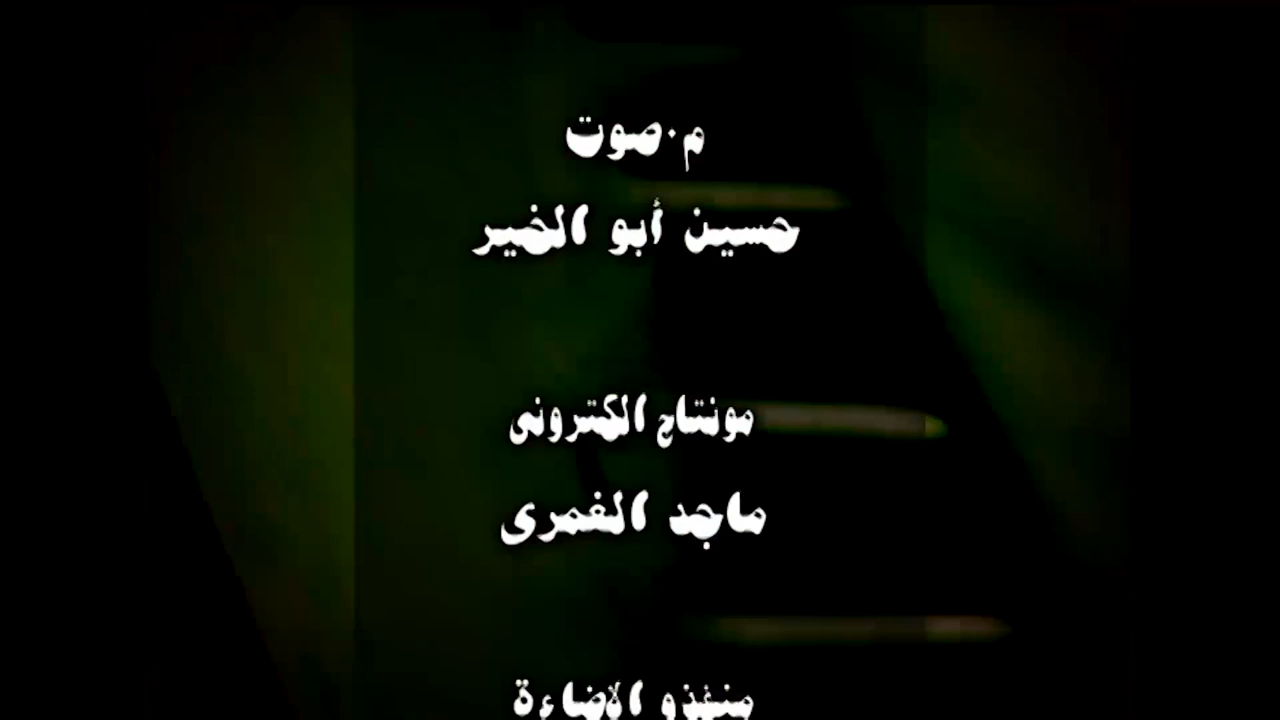 م.صوت
حسين أبو الخير
مونتاج الكترونى
ماجد الغمرى
منفذو الاضاءة